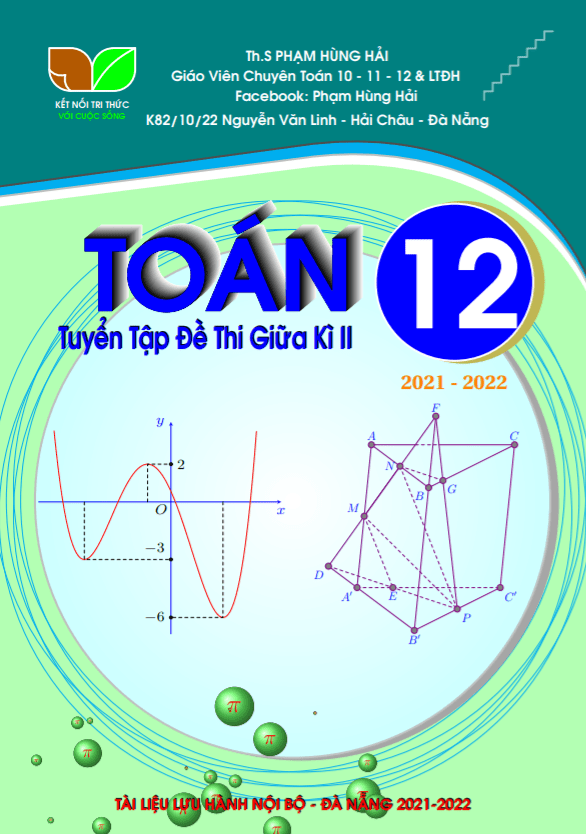 Th.S PHẠM HÙNG HẢI
Giáo Viên Chuyên Toán 10 - 11 - 12 & LTĐH
Facebook: Phạm Hùng Hải
K82/10/22 Nguyễn Văn Linh - Hải Châu - Đà Nẵng
KẾT NỐI TRI THỨC
VỚI CUỘC SỐNG
TOÁN 12
Tuyển Tập Đề Thi Giữa Kì II
2021 - 2022
y
2
O
x
−3
−6
F
A
C
N
B
G
M
D
A'
E
C'
P
B'
π
π
π
π
π
π
π
π
π
π
π
π
π
TÀI LIỆU LƯU HÀNH NỘI BỘ - ĐÀ NẴNG 2021-2022